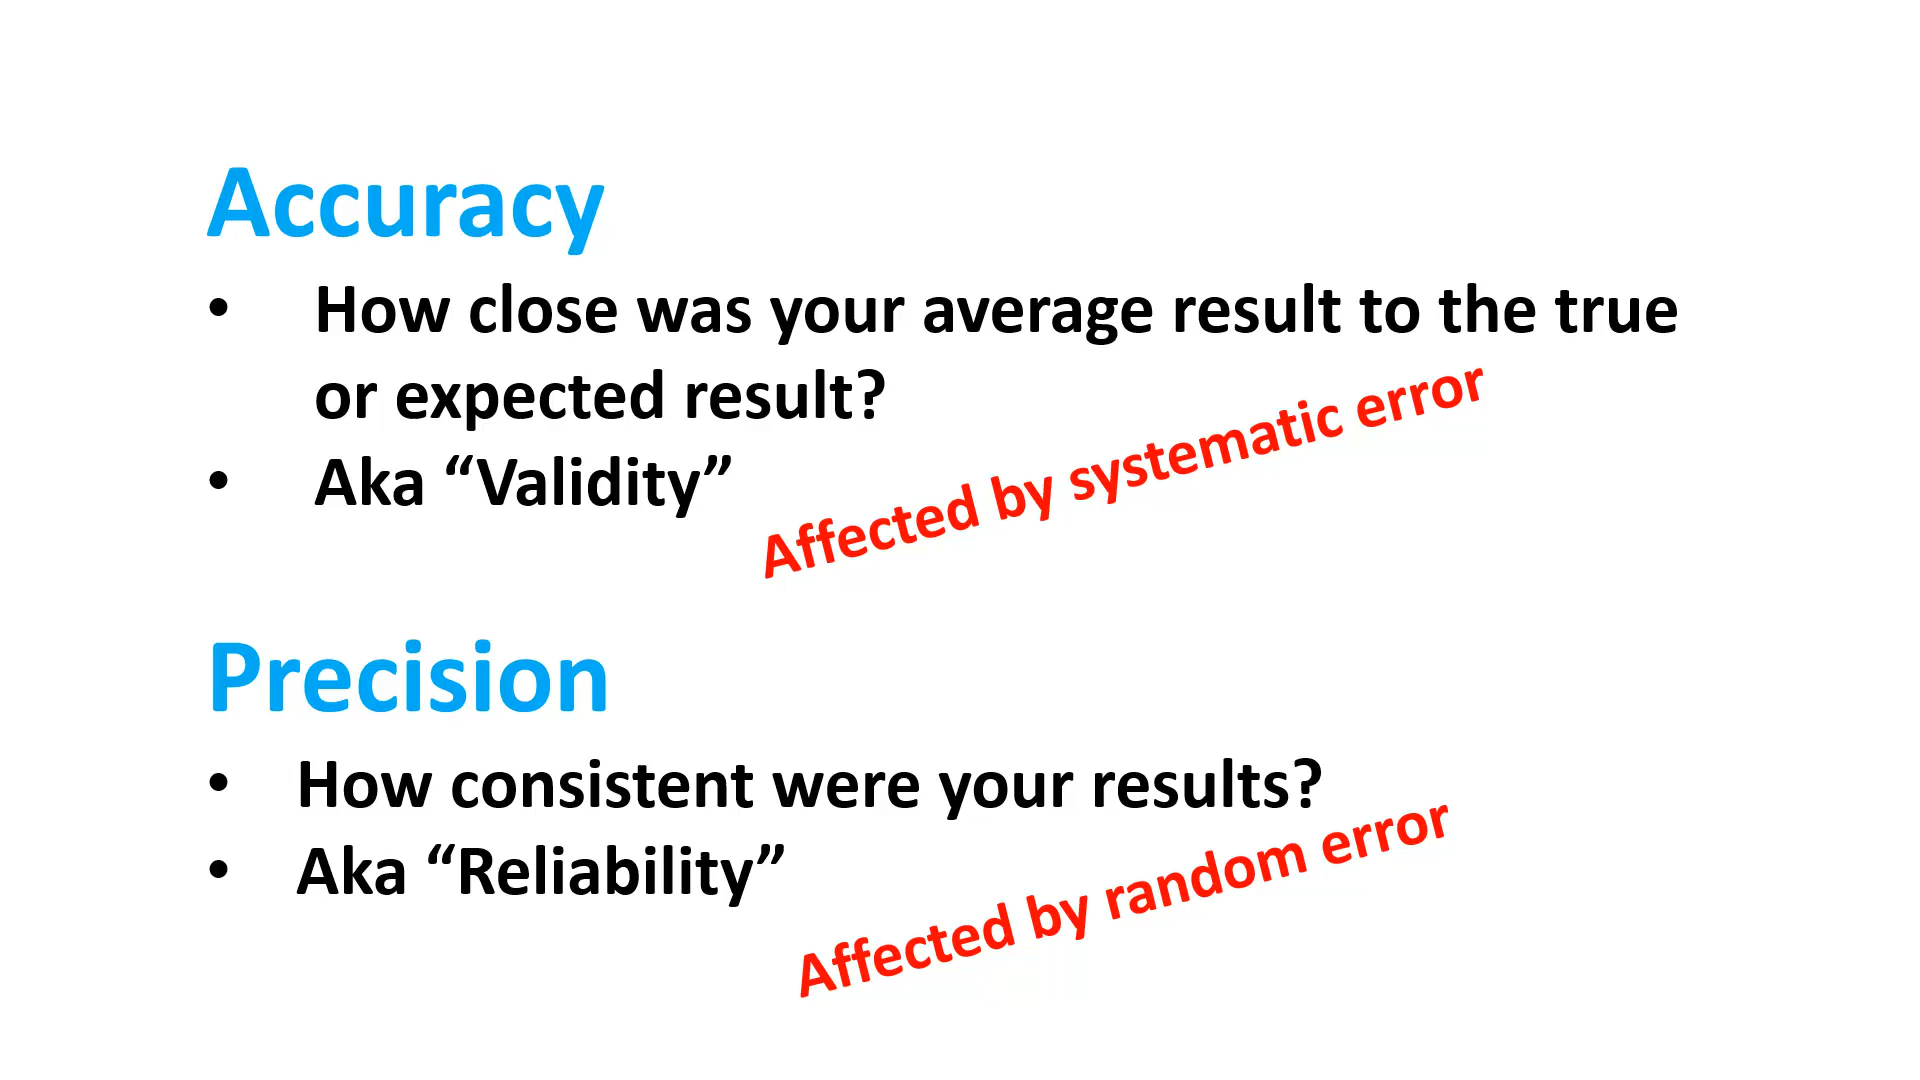 Accuracy
• How close was your average result to the true
or expected result?
• Aka “Validity”
Affected by systematic error
Precision
• How consistent were your results?
• Aka “Reliability”
Affected by random error